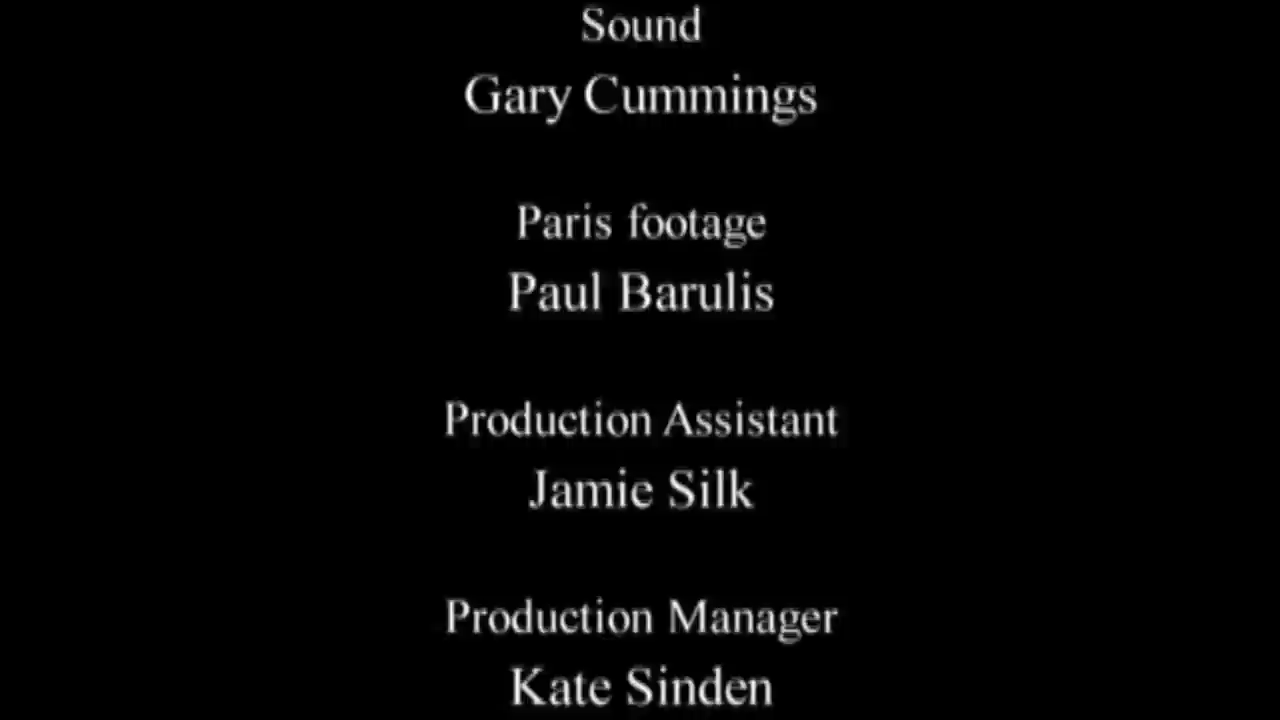 Sound
Gary Cummings
Paris footage
Paul Barulis
Production Assistant
Jamie Silk
Production Manager
Kate Sinden